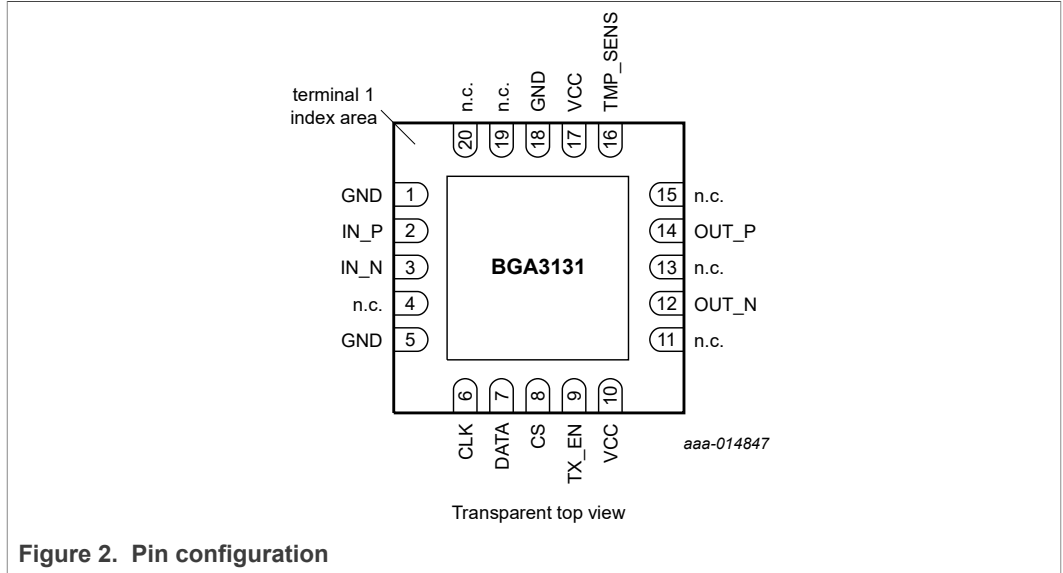 terminal 1
index area
n.c.
n.c.
GND
VCC
TMP_SENS
20
19
18
17
16
GND 1
IN_P 2
IN_N 3
n.c. 4
GND 5
BGA3131
15 n.c.
14 OUT_P
13 n.c.
12 OUT_N
11 n.c.
6
7
8
9
10
CLK
DATA
CS
TX_EN
VCC
aaa-014847
Transparent top view
Figure 2. Pin configuration